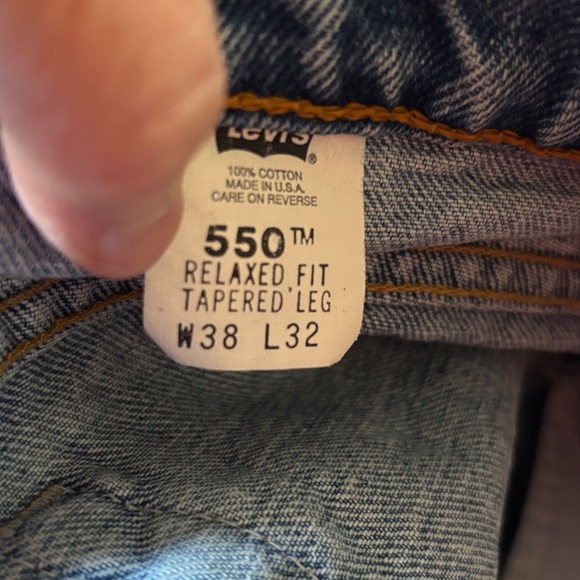 Levi's®
100% COTTON
MADE IN U.S.A.
CARE ON REVERSE
550™
RELAXED FIT
TAPERED LEG
W38 L32